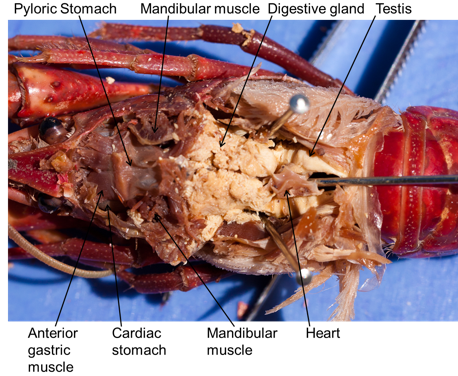 Pyloric Stomach Mandibular muscle Digestive gland Testis
Anterior
gastric
muscle
Cardiac
stomach
Mandibular
muscle
Heart